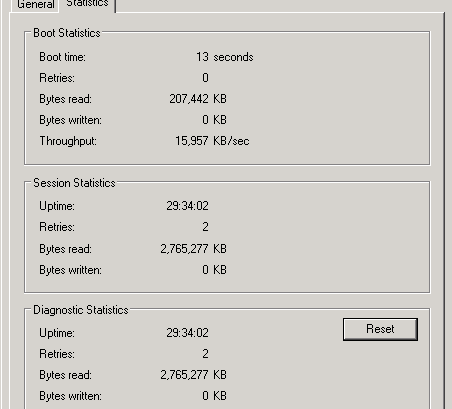 General Statistics
Boot Statistics
Boot time: 13 seconds
Retries: 0
Bytes read: 207,442 KB
Bytes written: 0 KB
Throughput: 15,957 KB/sec
Session Statistics
Uptime: 29:34:02
Retries: 2
Bytes read: 2,765,277 KB
Bytes written: 0 KB
Diagnostic Statistics
Uptime: 29:34:02 Reset
Retries: 2
Bytes read: 2,765,277 KB
Bytes written: 0 KB